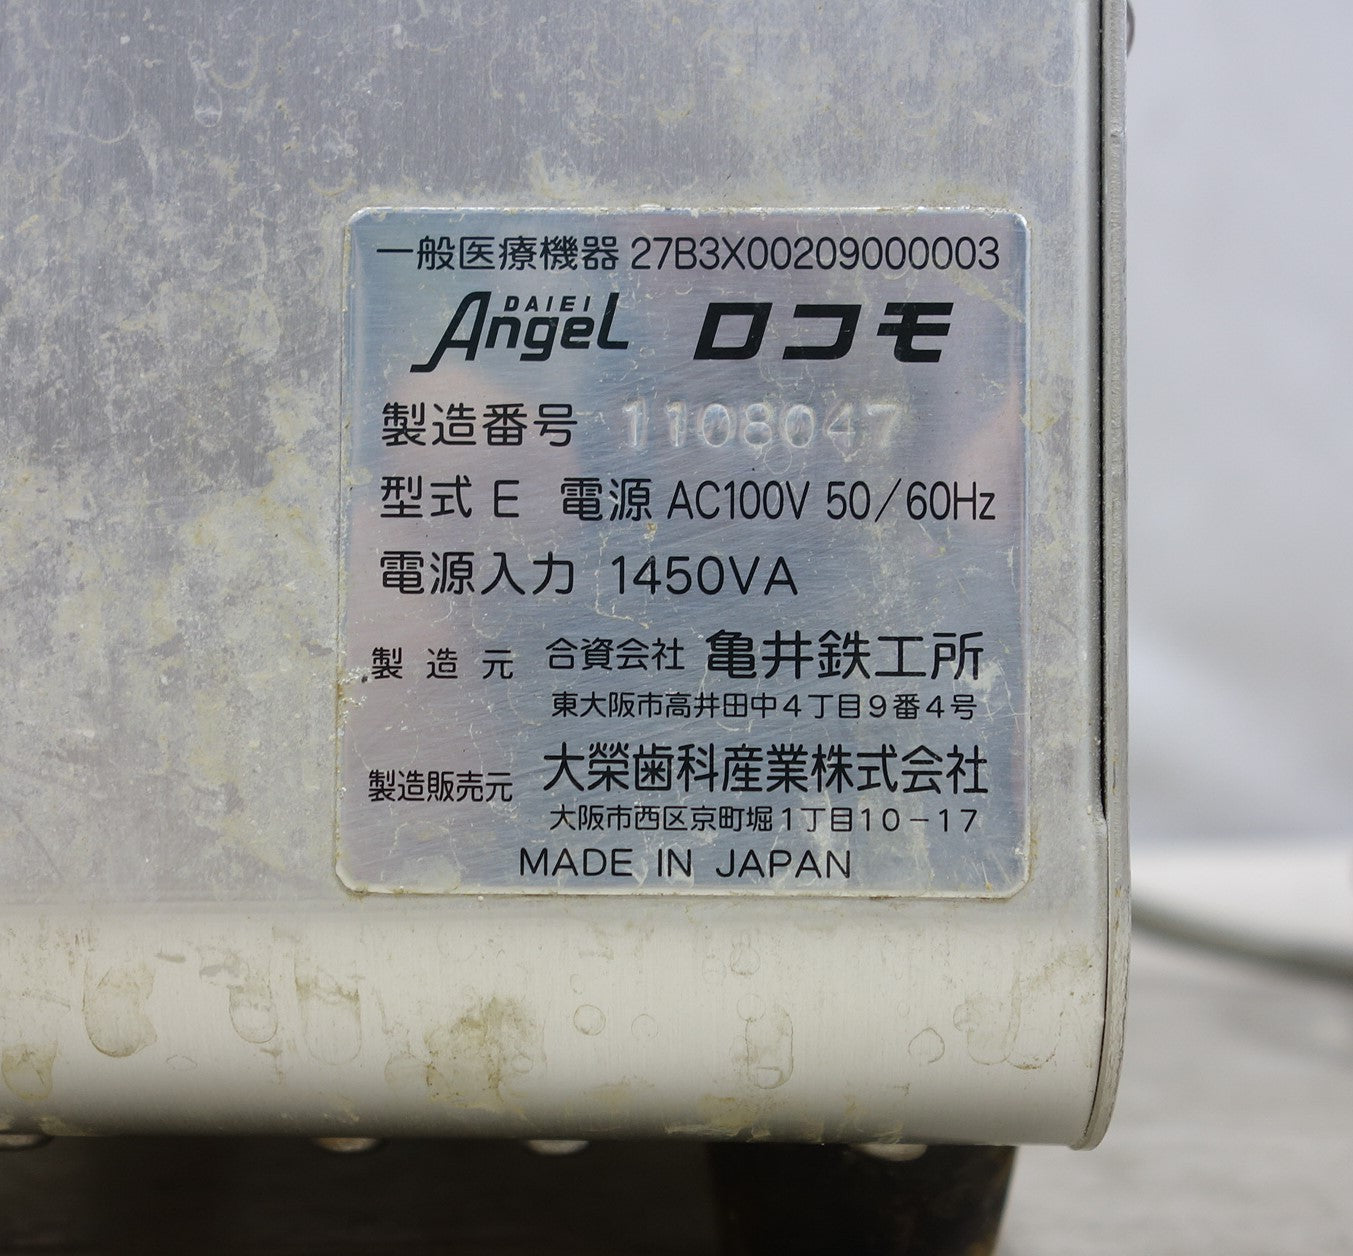 一般医療機器 27B3X00209000003
DAIEI
Angel ロコモ
製造番号 1108047
型式 E 電源 AC100V 50/60Hz
電源入力 1450VA
製造元 合資会社 亀井鉄工所
東大阪市高井田中4丁目9番4号
製造販売元 大榮歯科産業株式会社
大阪市西区京町堀1丁目10-17
MADE IN JAPAN